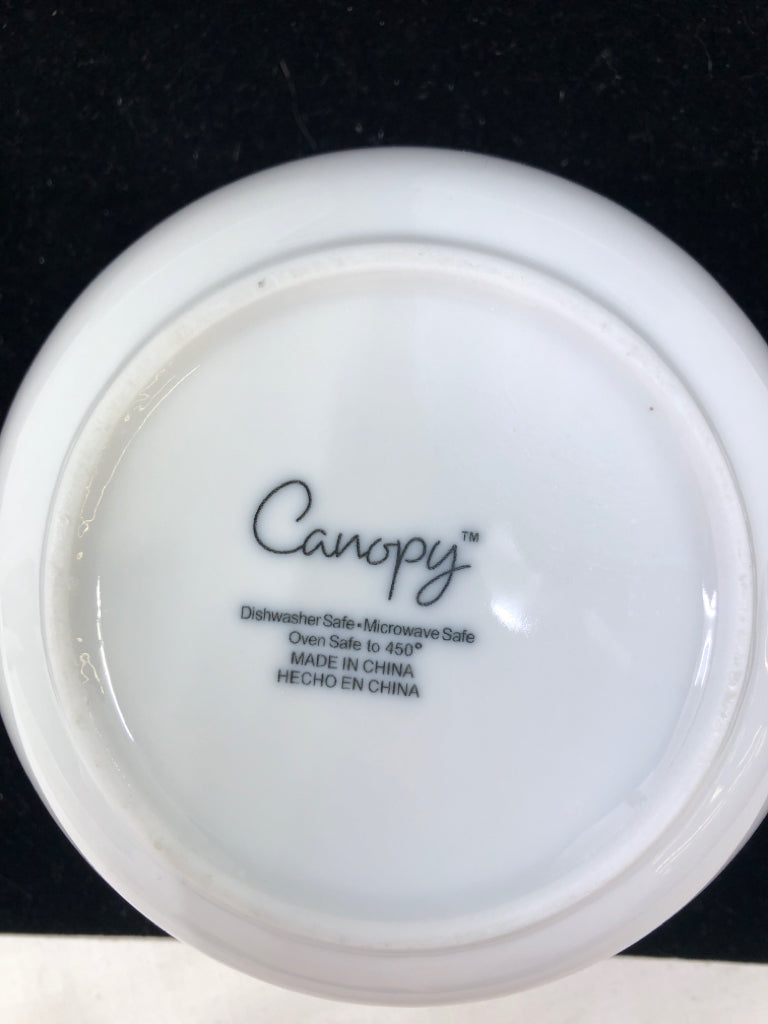 Canopy™
Dishwasher Safe • Microwave Safe
Oven Safe to 450°
MADE IN CHINA
HECHO EN CHINA